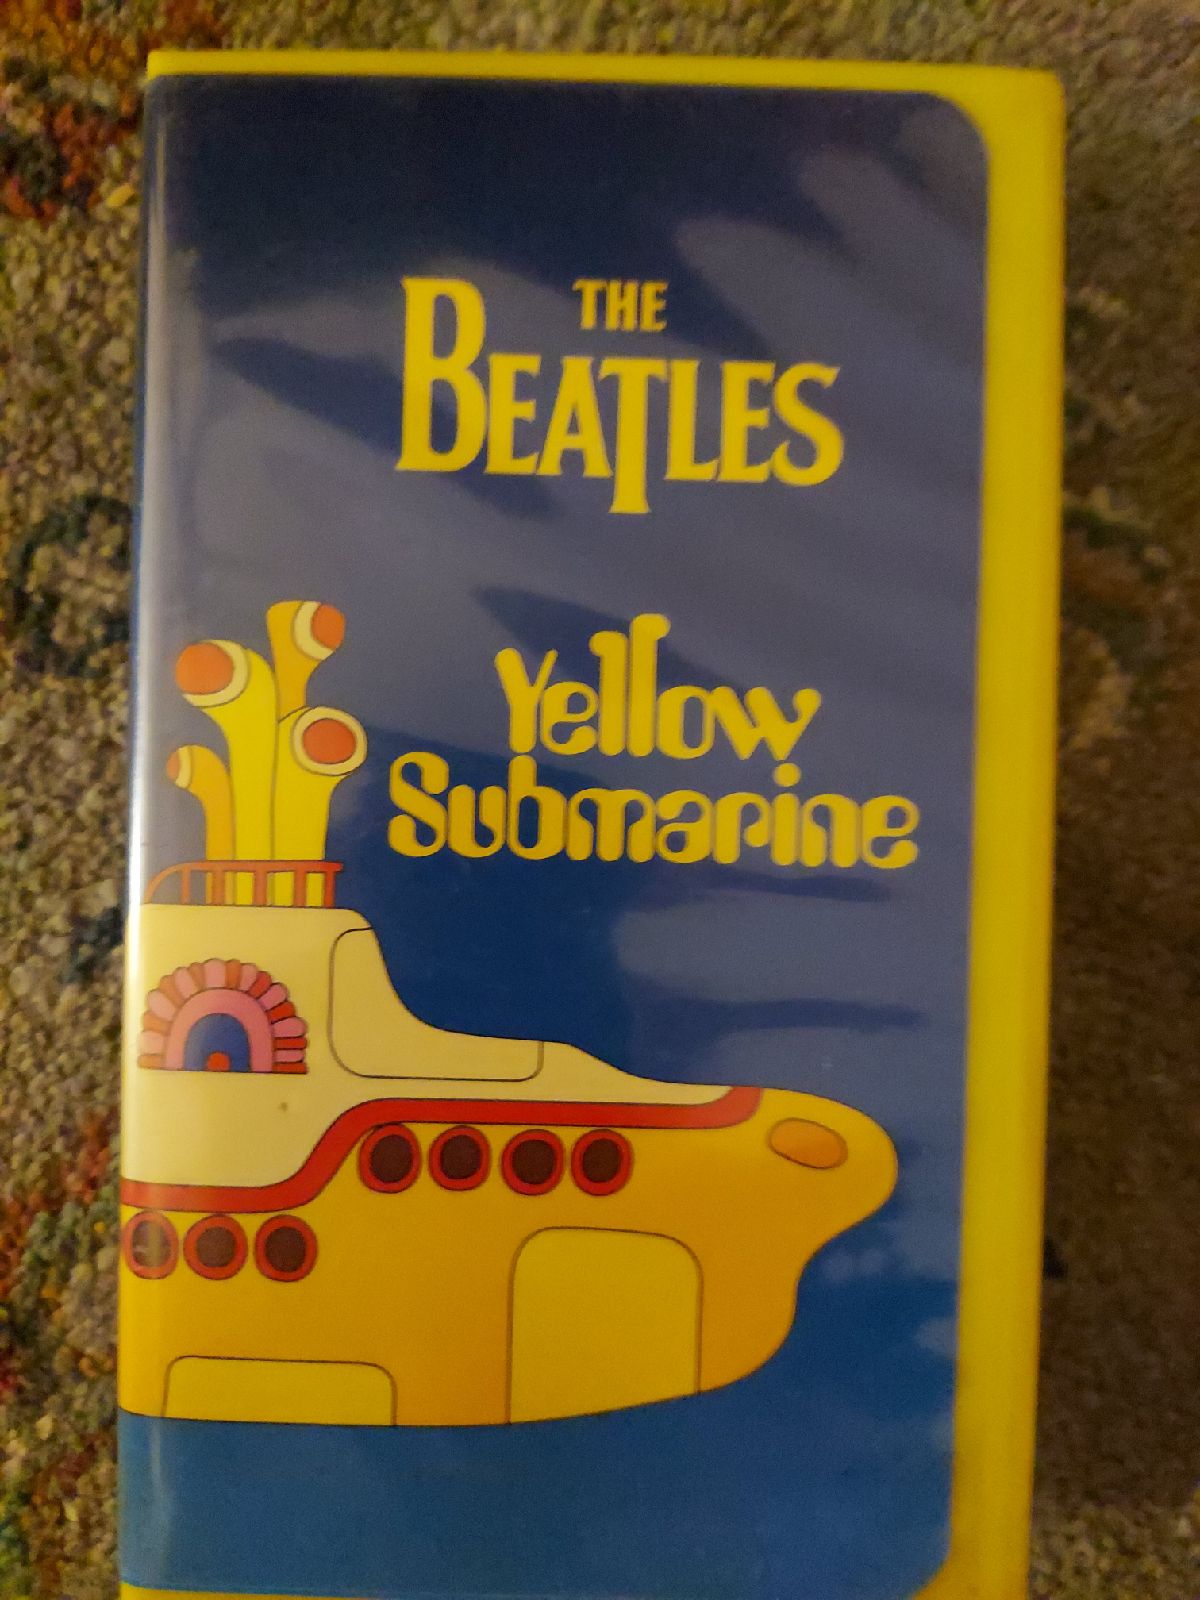 THE
BEATLES
Yellow
Submarine